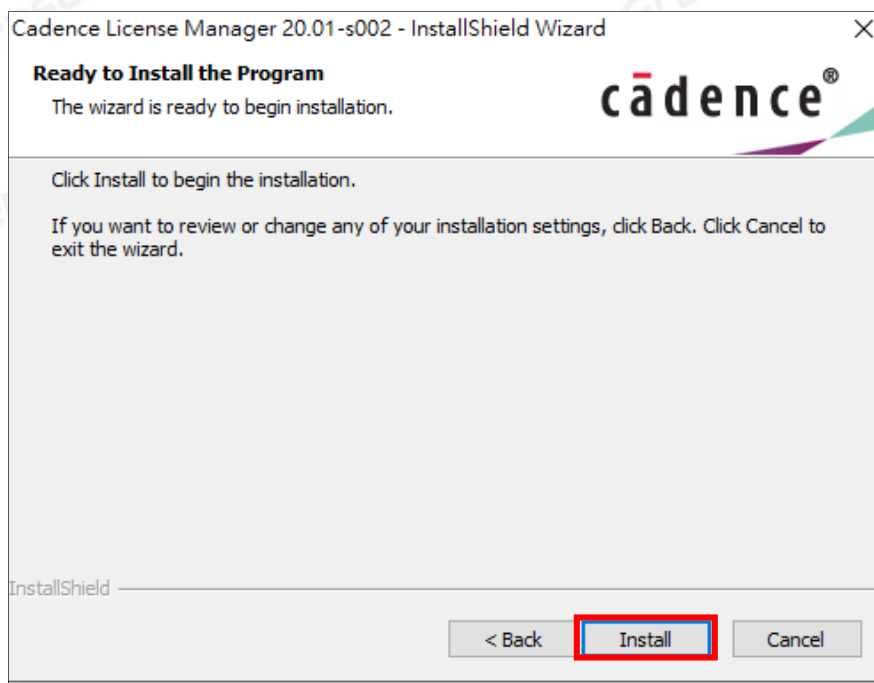 Cadence License Manager 20.01-s002 - InstallShield Wizard
Ready to Install the Program
The wizard is ready to begin installation.
cādence®
Click Install to begin the installation.
If you want to review or change any of your installation settings, click Back. Click Cancel to
exit the wizard.
InstallShield
< Back
Install
Cancel